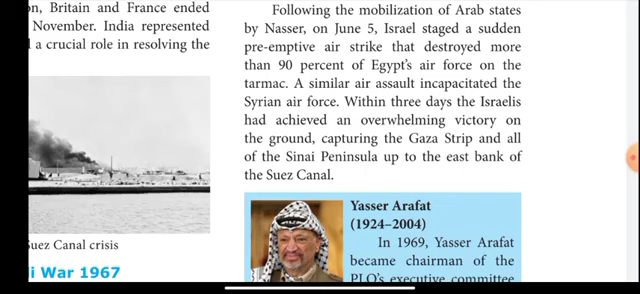 on, Britain and France ended
November. India represented
a crucial role in resolving the
Suez Canal crisis
i War 1967
Following the mobilization of Arab states
by Nasser, on June 5, Israel staged a sudden
pre-emptive air strike that destroyed more
than 90 percent of Egypt’s air force on the
tarmac. A similar air assault incapacitated the
Syrian air force. Within three days the Israelis
had achieved an overwhelming victory on
the ground, capturing the Gaza Strip and all
of the Sinai Peninsula up to the east bank of
the Suez Canal.
Yasser Arafat
(1924–2004)
In 1969, Yasser Arafat
became chairman of the
PLO’s executive committee